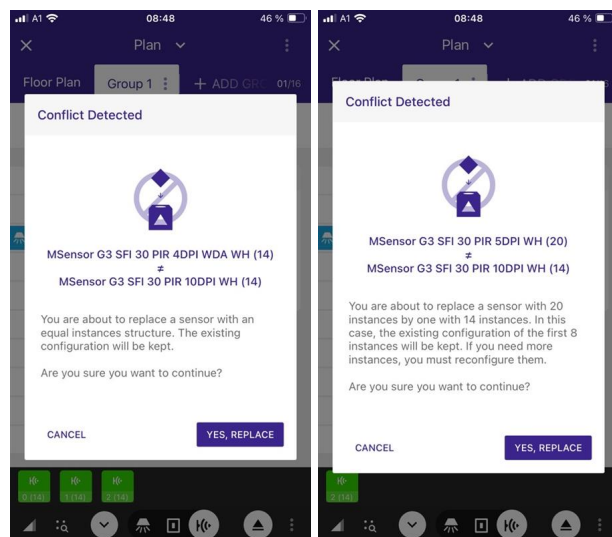 A1
08:48
46 %
Plan
Floor Plan
Group 1
+ ADD GR
01/16
Conflict Detected
MSensor G3 SFI 30 PIR 4DPI WDA WH (14)
≠
MSensor G3 SFI 30 PIR 10DPI WH (14)
You are about to replace a sensor with an
equal instances structure. The existing
configuration will be kept.
Are you sure you want to continue?
CANCEL
YES, REPLACE
0 (14)
1 (14)
2 (14)
A1
08:48
46 %
Plan
Conflict Detected
MSensor G3 SFI 30 PIR 5DPI WH (20)
≠
MSensor G3 SFI 30 PIR 10DPI WH (14)
You are about to replace a sensor with 20
instances by one with 14 instances. In this
case, the existing configuration of the first 8
instances will be kept. If you need more
instances, you must reconfigure them.
Are you sure you want to continue?
CANCEL
YES, REPLACE
2 (14)